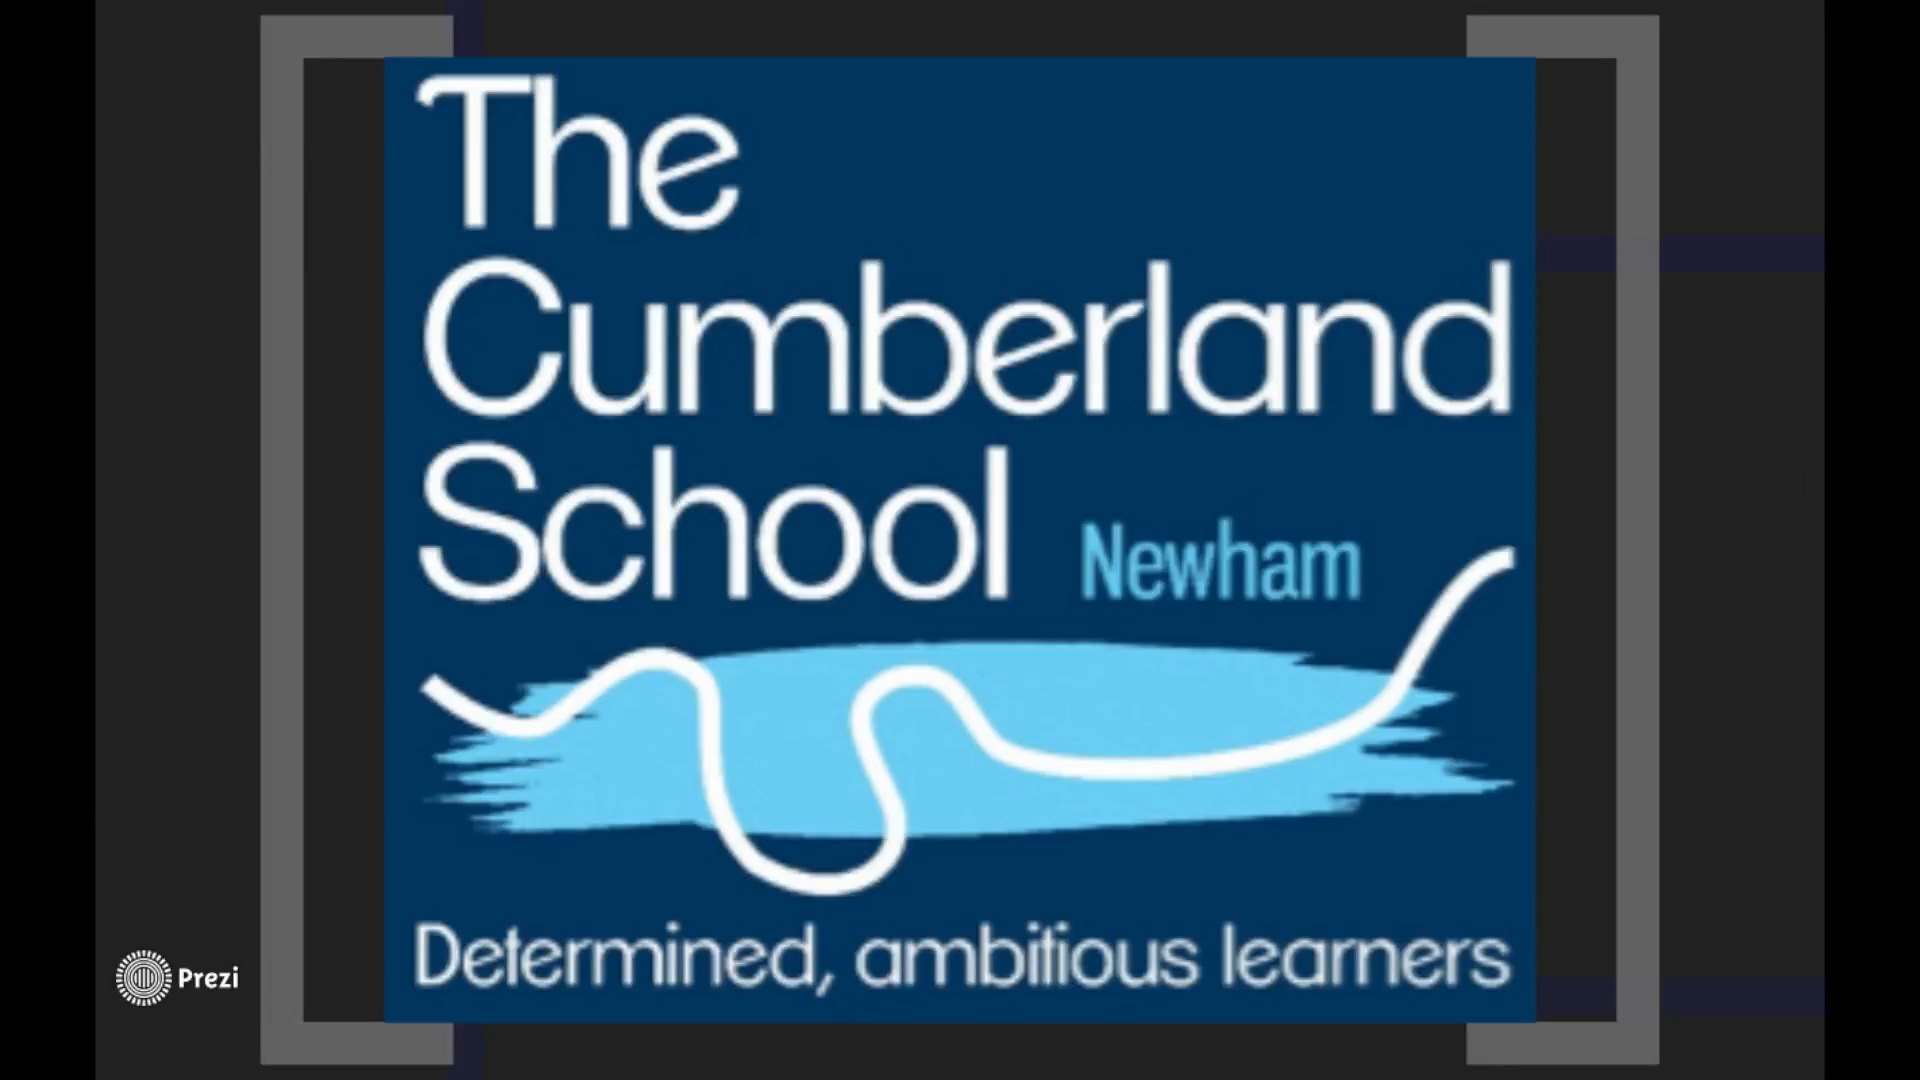 The
Cumberland
School Newham
Determined, ambitious learners
Prezi